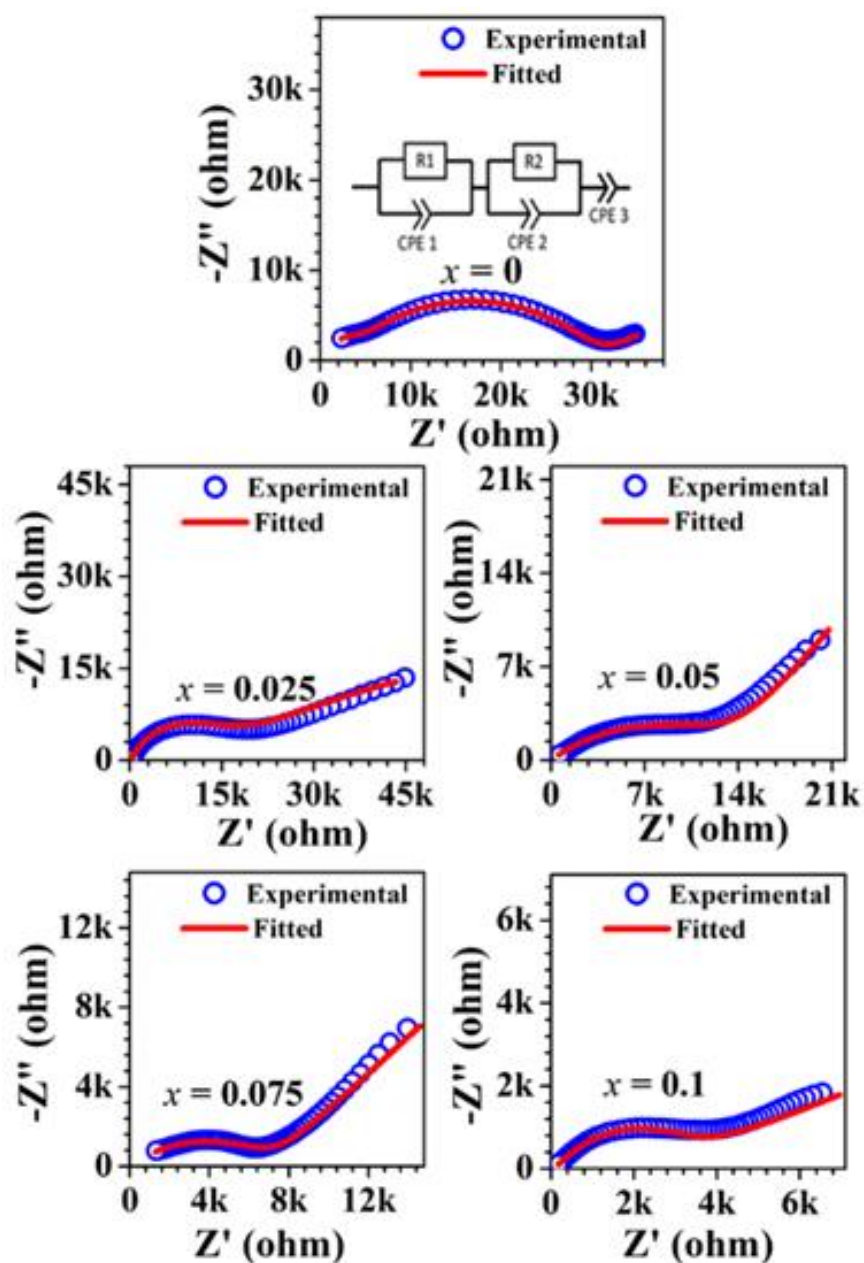 Experimental
Fitted
30k
20k
10k
0
-Z" (ohm)
R1
R2
CPE 1
CPE 2
CPE 3
x = 0
0 10k 20k 30k
Z' (ohm)
Experimental
Fitted
45k
30k
15k
0
-Z" (ohm)
x = 0.025
0 15k 30k 45k
Z' (ohm)
Experimental
Fitted
21k
14k
7k
0
-Z" (ohm)
x = 0.05
0 7k 14k 21k
Z' (ohm)
Experimental
Fitted
12k
8k
4k
0
-Z" (ohm)
x = 0.075
0 4k 8k 12k
Z' (ohm)
Experimental
Fitted
6k
4k
2k
0
-Z" (ohm)
x = 0.1
0 2k 4k 6k
Z' (ohm)